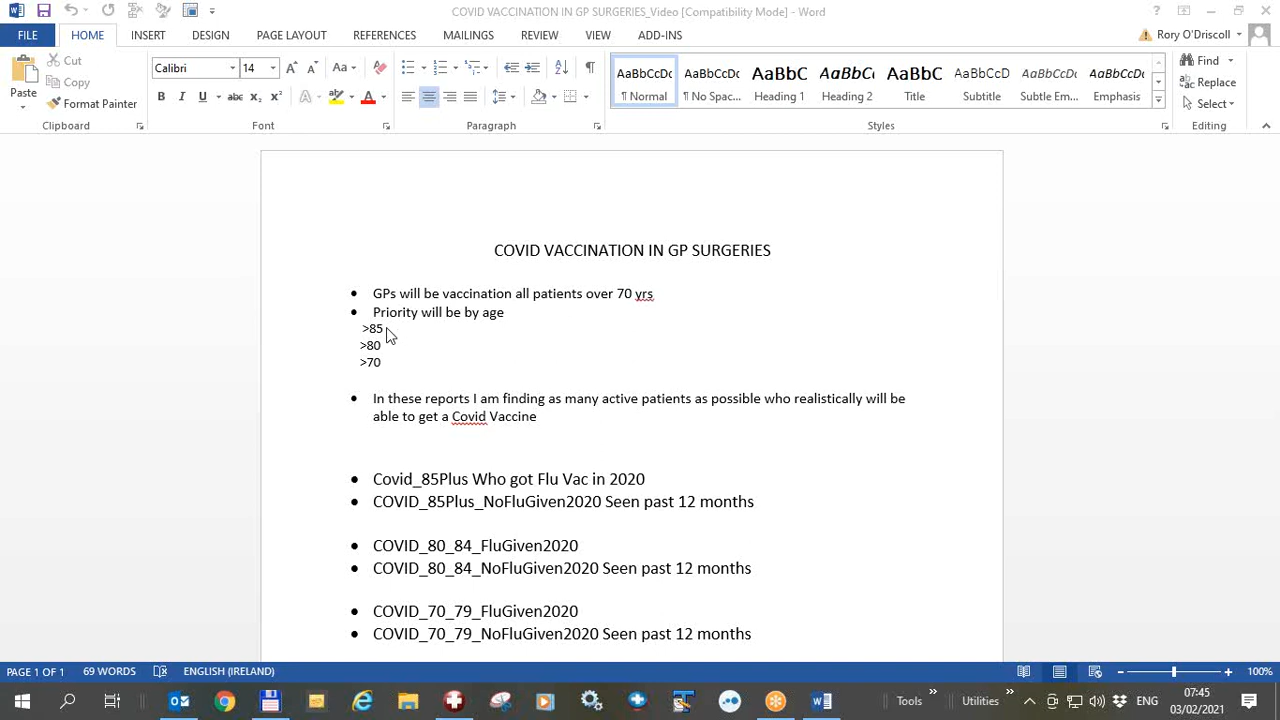 COVID VACCINATION IN GP SURGERIES_Video [Compatibility Mode] - Word
FILE HOME INSERT DESIGN PAGE LAYOUT REFERENCES MAILINGS REVIEW VIEW ADD-INS Rory O'Driscoll
Paste Cut Copy Format Painter
Calibri 14
AaBbCcDc AaBbCcDc AaBbC AaBbCc AaBbC AaBbCcD AaBbCcDc AaBbCcDc
¶ Normal ¶ No Spac... Heading 1 Heading 2 Title Subtitle Subtle Em... Emphasis
Find Replace Select
Clipboard Font Paragraph Styles Editing
COVID VACCINATION IN GP SURGERIES
• GPs will be vaccination all patients over 70 yrs
• Priority will be by age
>85
>80
>70
• In these reports I am finding as many active patients as possible who realistically will be
able to get a Covid Vaccine
• Covid_85Plus Who got Flu Vac in 2020
• COVID_85Plus_NoFluGiven2020 Seen past 12 months
• COVID_80_84_FluGiven2020
• COVID_80_84_NoFluGiven2020 Seen past 12 months
• COVID_70_79_FluGiven2020
• COVID_70_79_NoFluGiven2020 Seen past 12 months
PAGE 1 OF 1 69 WORDS ENGLISH (IRELAND) 100%
Tools Utilities ENG 07:45
03/02/2021